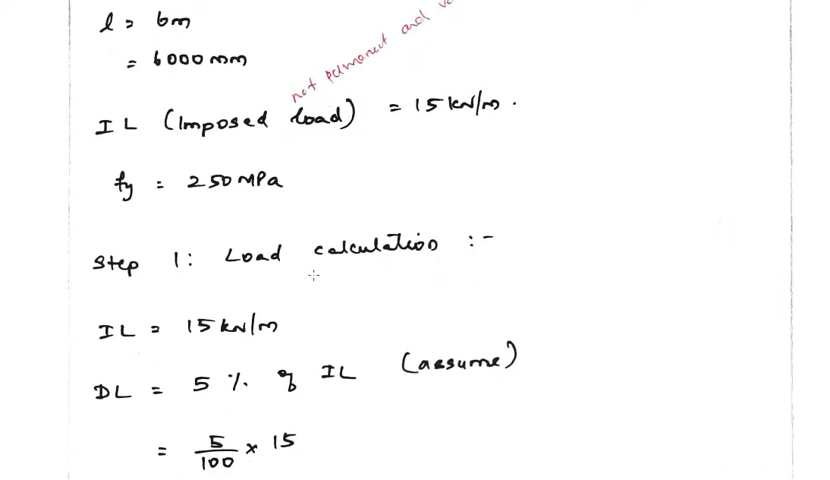 l = 6m
= 6000 mm
not permanent and
IL (Imposed load) = 15 kN/m.
fy = 250 MPa
Step 1: Load calculation :-
IL = 15 kN/m
DL = 5 % of IL (assume)
= 5/100 × 15